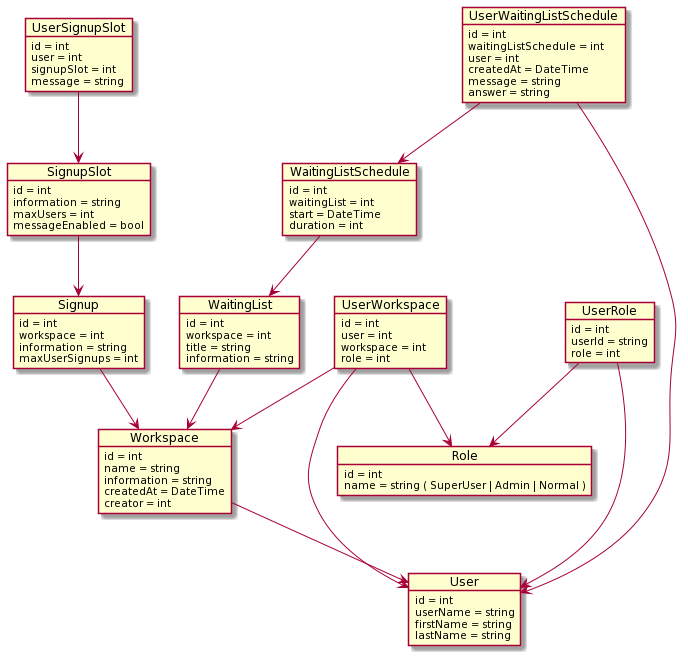 UserSignupSlot
id = int
user = int
signupSlot = int
message = string
UserWaitingListSchedule
id = int
waitingListSchedule = int
user = int
createdAt = DateTime
message = string
answer = string
SignupSlot
id = int
information = string
maxUsers = int
messageEnabled = bool
WaitingListSchedule
id = int
waitingList = int
start = DateTime
duration = int
Signup
id = int
workspace = int
information = string
maxUserSignups = int
WaitingList
id = int
workspace = int
title = string
information = string
UserWorkspace
id = int
user = int
workspace = int
role = int
UserRole
id = int
userId = string
role = int
Workspace
id = int
name = string
information = string
createdAt = DateTime
creator = int
Role
id = int
name = string ( SuperUser | Admin | Normal )
User
id = int
userName = string
firstName = string
lastName = string